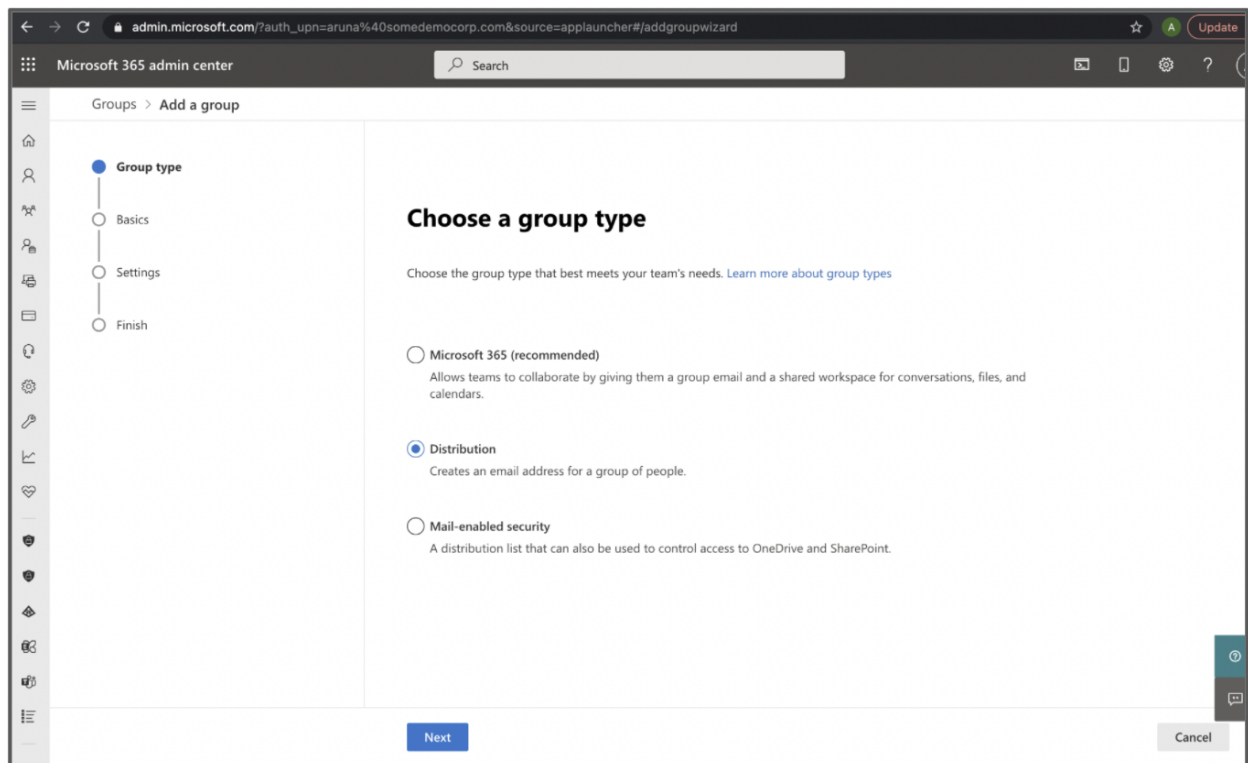 admin.microsoft.com/?auth_upn=aruna%40somedemocorp.com&source=applauncher#/addgroupwizard
A
Update
Microsoft 365 admin center
Search
?
Groups > Add a group
Group type
Basics
Settings
Finish
Choose a group type
Choose the group type that best meets your team's needs. Learn more about group types
Microsoft 365 (recommended)
Allows teams to collaborate by giving them a group email and a shared workspace for conversations, files, and
calendars.
Distribution
Creates an email address for a group of people.
Mail-enabled security
A distribution list that can also be used to control access to OneDrive and SharePoint.
Next
Cancel